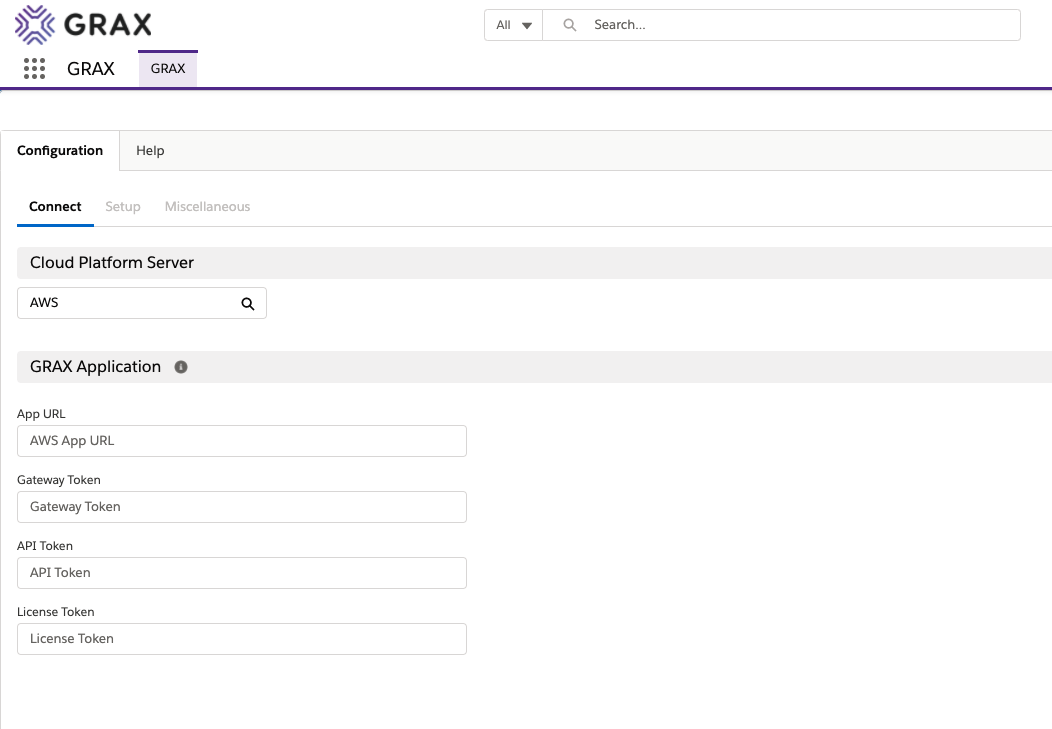 GRAX
All Search...
GRAX GRAX
Configuration Help
Connect Setup Miscellaneous
Cloud Platform Server
AWS
GRAX Application
App URL
AWS App URL
Gateway Token
Gateway Token
API Token
API Token
License Token
License Token